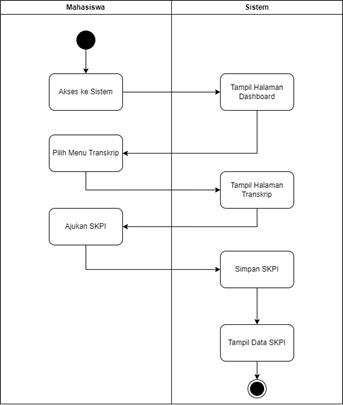 Mahasiswa
Sistem
Akses ke Sistem
Tampil Halaman
Dashboard
Pilih Menu Transkrip
Tampil Halaman
Transkrip
Ajukan SKPI
Simpan SKPI
Tampil Data SKPI